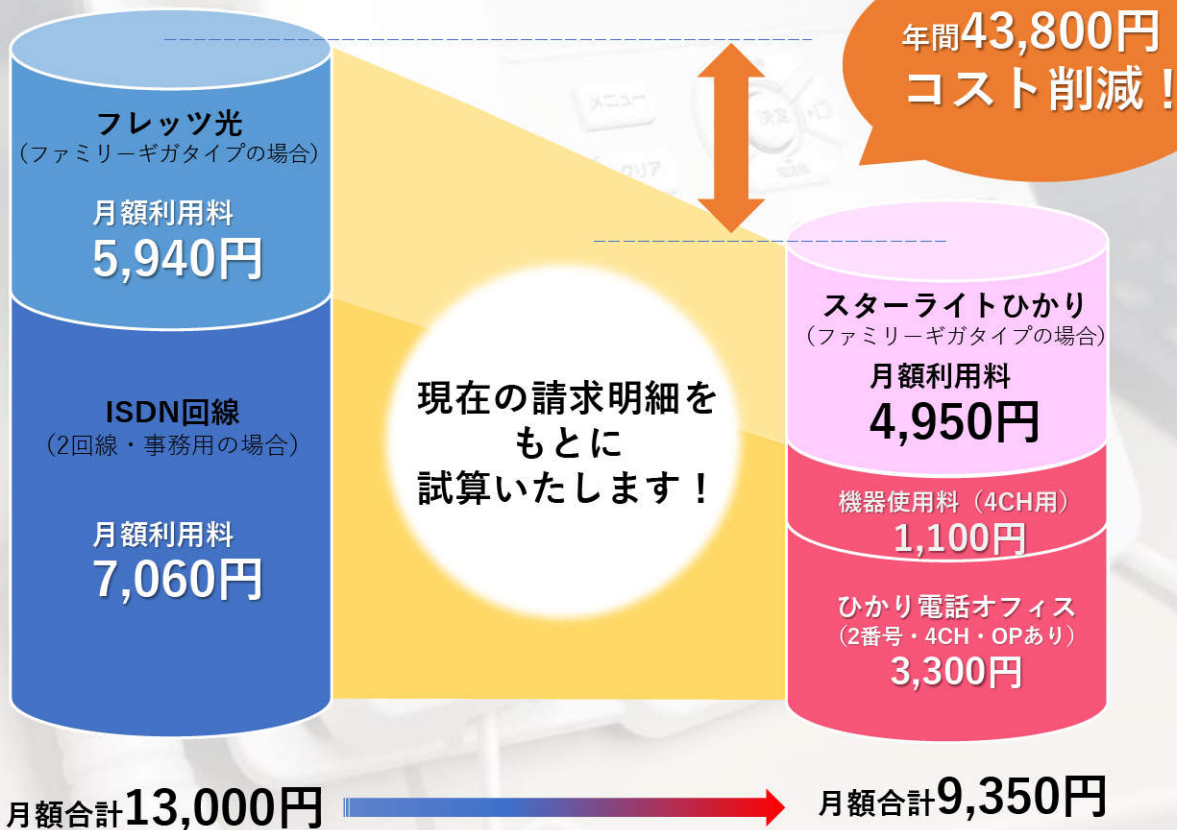 年間43,800円
コスト削減！
フレッツ光
（ファミリーギガタイプの場合）
月額利用料
5,940円
ISDN回線
（2回線・事務用の場合）
月額利用料
7,060円
現在の請求明細を
もとに
試算いたします！
スターライトひかり
（ファミリーギガタイプの場合）
月額利用料
4,950円
機器使用料（4CH用）
1,100円
ひかり電話オフィス
（2番号・4CH・OPあり）
3,300円
月額合計13,000円
月額合計9,350円
メニュー
決定
クリア